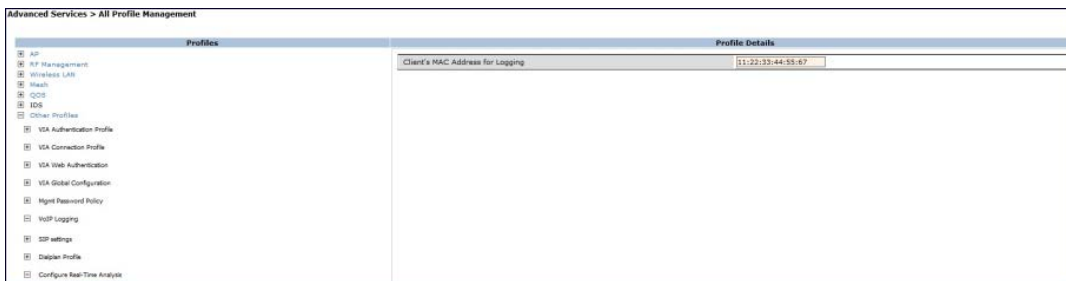 Advanced Services > All Profile Management
Profiles
AP
RF Management
Wireless LAN
Mesh
QOS
IDS
Other Profiles
VIA Authentication Profile
VIA Connection Profile
VIA Web Authentication
VIA Global Configuration
Mgmt Password Policy
VoIP Logging
SIP settings
Dialplan Profile
Configure Real-Time Analysis
Profile Details
Client's MAC Address for Logging 11:22:33:44:55:67